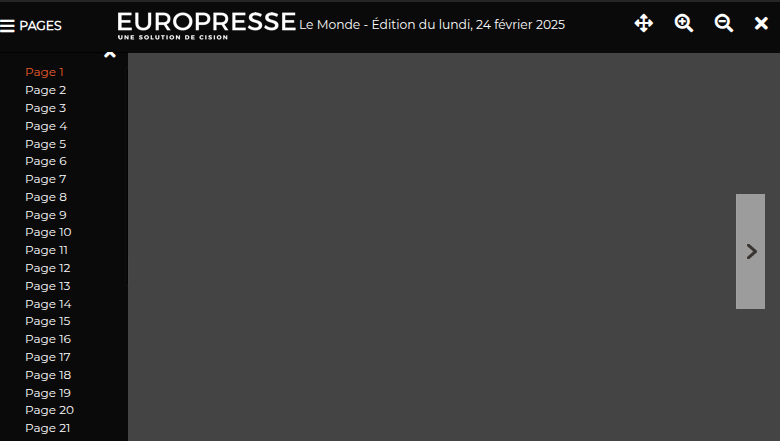 PAGES
EUROPRESSE
UNE SOLUTION DE CISION
Le Monde - Édition du lundi, 24 février 2025
Page 1
Page 2
Page 3
Page 4
Page 5
Page 6
Page 7
Page 8
Page 9
Page 10
Page 11
Page 12
Page 13
Page 14
Page 15
Page 16
Page 17
Page 18
Page 19
Page 20
Page 21